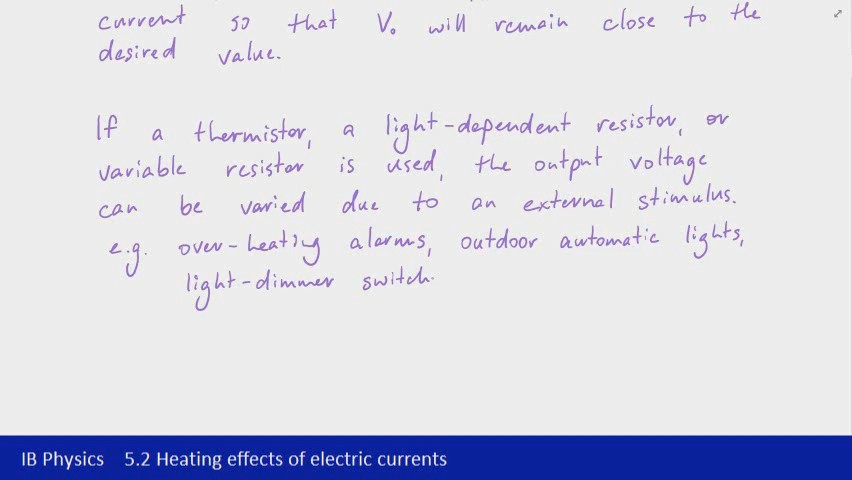 current so that V₀ will remain close to the
desired value.
If a thermistor, a light-dependent resistor, or
variable resistor is used, the output voltage
can be varied due to an external stimulus.
e.g. over-heating alarms, outdoor automatic lights,
light-dimmer switch.
IB Physics 5.2 Heating effects of electric currents